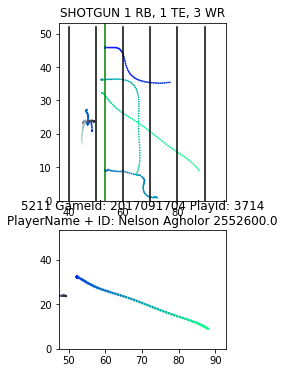 SHOTGUN 1 RB, 1 TE, 3 WR
50
40
30
20
10
0
40 60 80
5211 GameId: 2017091704 PlayId: 3714
PlayerName + ID: Nelson Agholor 2552600.0
40
20
0
50 60 70 80 90